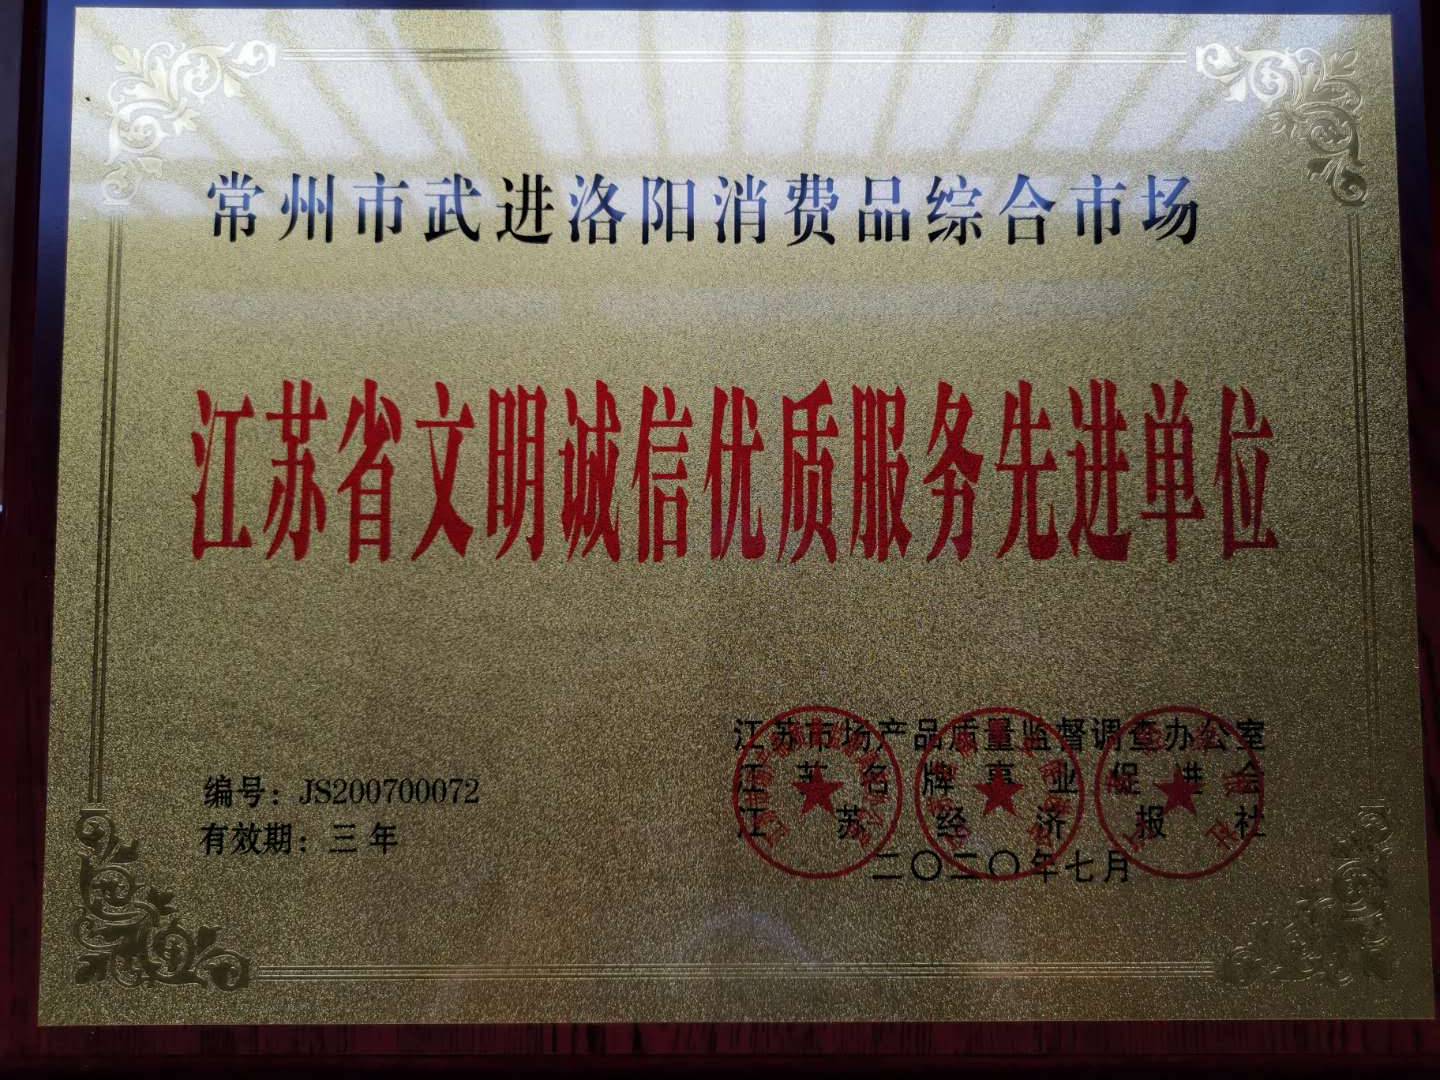 常州市武进洛阳消费品综合市场
江苏省文明诚信优质服务先进单位
江苏市场产品质量监督调查办公室
江苏名牌事业促进会
江苏经济报社
二〇二〇年七月
编号：JS200700072
有效期：三年